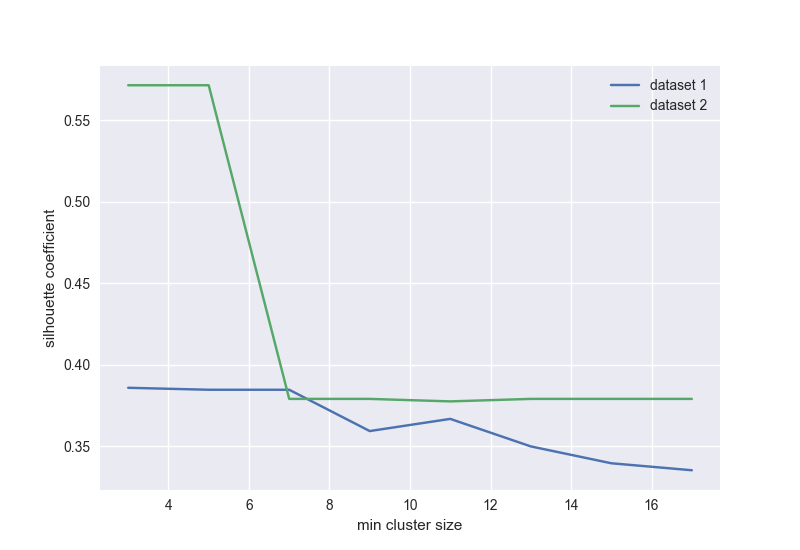 dataset 1
dataset 2
0.55
0.50
0.45
0.40
0.35
silhouette coefficient
4 6 8 10 12 14 16
min cluster size